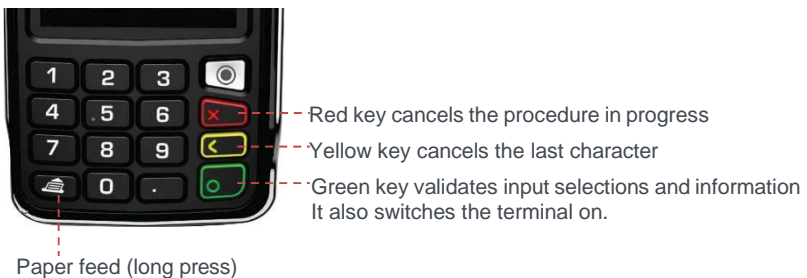 1 2 3
4 5 6
7 8 9
0 .
Red key cancels the procedure in progress
Yellow key cancels the last character
Green key validates input selections and information
It also switches the terminal on.
Paper feed (long press)